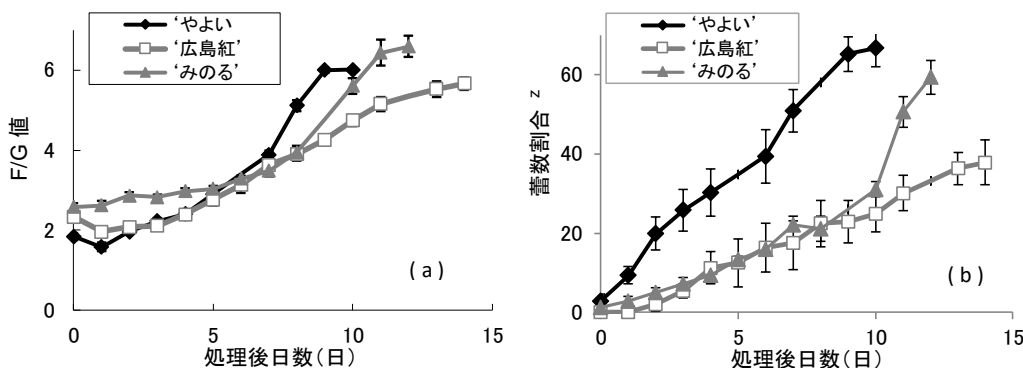 ‘やよい’
‘広島紅’
‘みのる’
6
4
2
0
F/G 値
(a)
0
5
10
15
処理後日数(日)
‘やよい’
‘広島紅’
‘みのる’
60
40
20
0
蕾数割合 z
(b)
0
5
10
15
処理後日数(日)